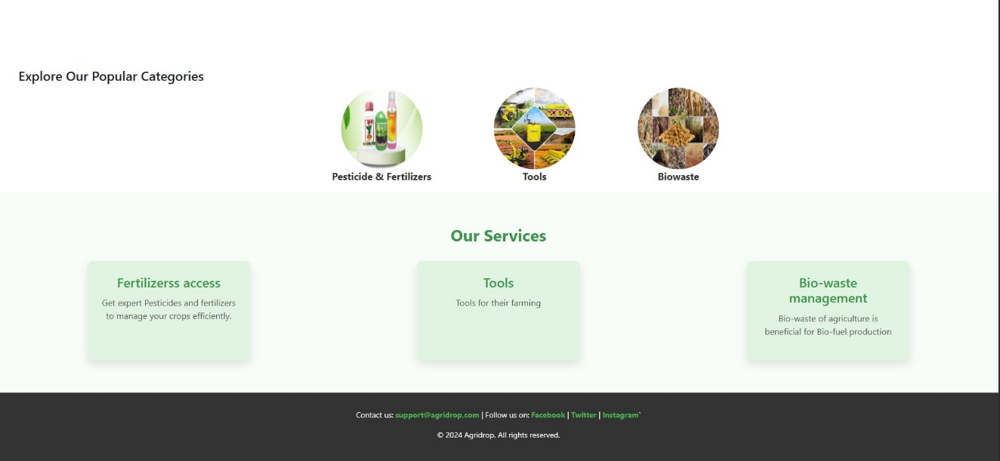 Explore Our Popular Categories
Pesticide & Fertilizers
Tools
Biowaste
Our Services
Fertilizerss access
Get expert Pesticides and fertilizers
to manage your crops efficiently.
Tools
Tools for their farming
Bio-waste
management
Bio-waste of agriculture is
beneficial for Bio-fuel production
Contact us: support@agridrop.com | Follow us on: Facebook | Twitter | Instagram`
© 2024 Agridrop. All rights reserved.